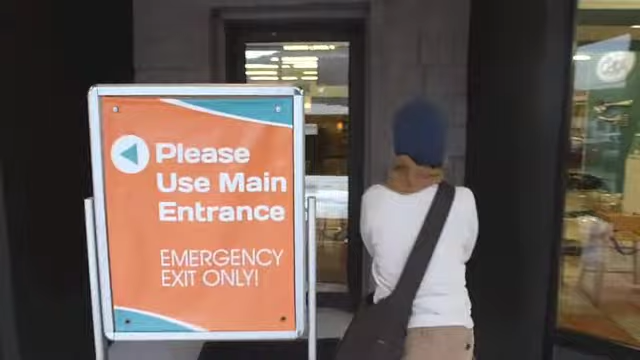 Please
Use Main
Entrance
EMERGENCY
EXIT ONLY!